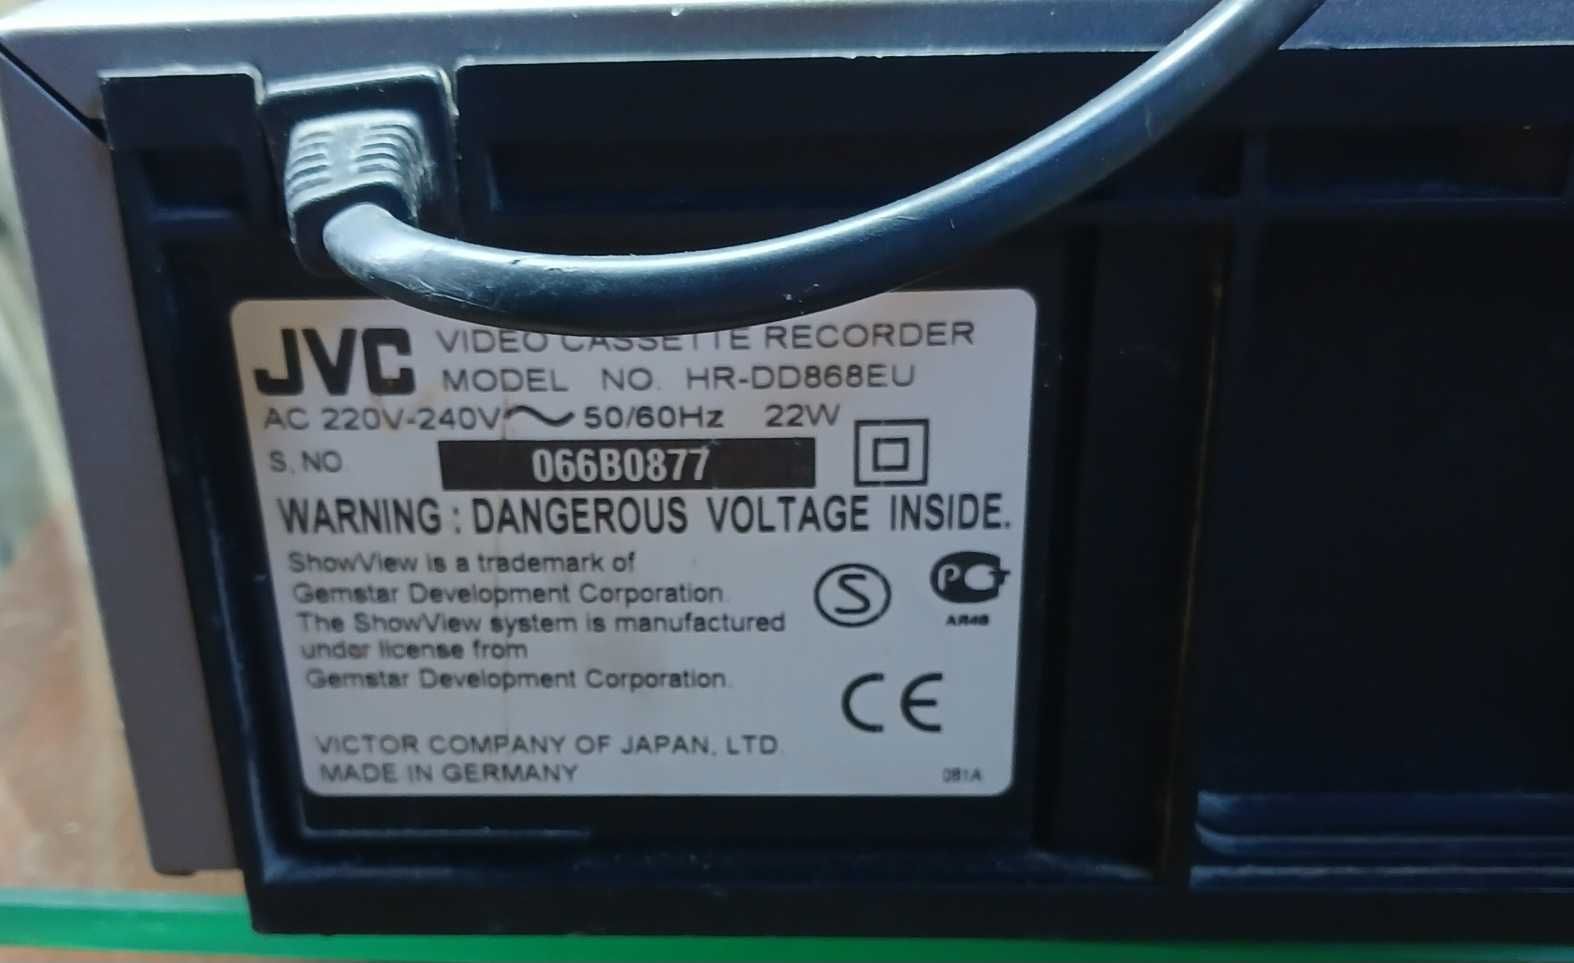 JVC VIDEO CASSETTE RECORDER
MODEL NO. HR-DD868EU
AC 220V-240V~50/60Hz 22W
S. NO. 066B0877
WARNING : DANGEROUS VOLTAGE INSIDE.
ShowView is a trademark of
Gemstar Development Corporation.
The ShowView system is manufactured
under license from
Gemstar Development Corporation.
S
PCT
CE
VICTOR COMPANY OF JAPAN, LTD.
MADE IN GERMANY